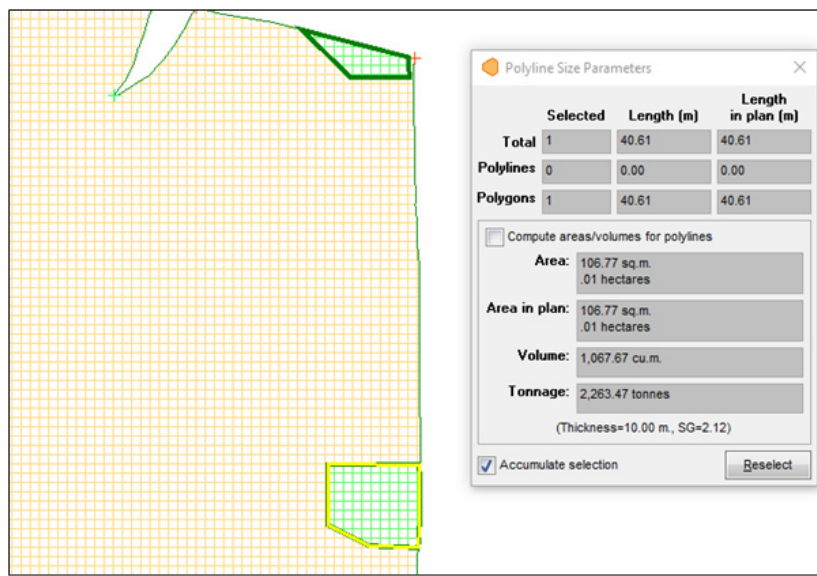 Polyline Size Parameters
Length
Selected Length (m) in plan (m)
Total 1 40.61 40.61
Polylines 0 0.00 0.00
Polygons 1 40.61 40.61
Compute areas/volumes for polylines
Area: 106.77 sq.m.
.01 hectares
Area in plan: 106.77 sq.m.
.01 hectares
Volume: 1,067.67 cu.m.
Tonnage: 2,263.47 tonnes
(Thickness=10.00 m., SG=2.12)
Accumulate selection Reselect